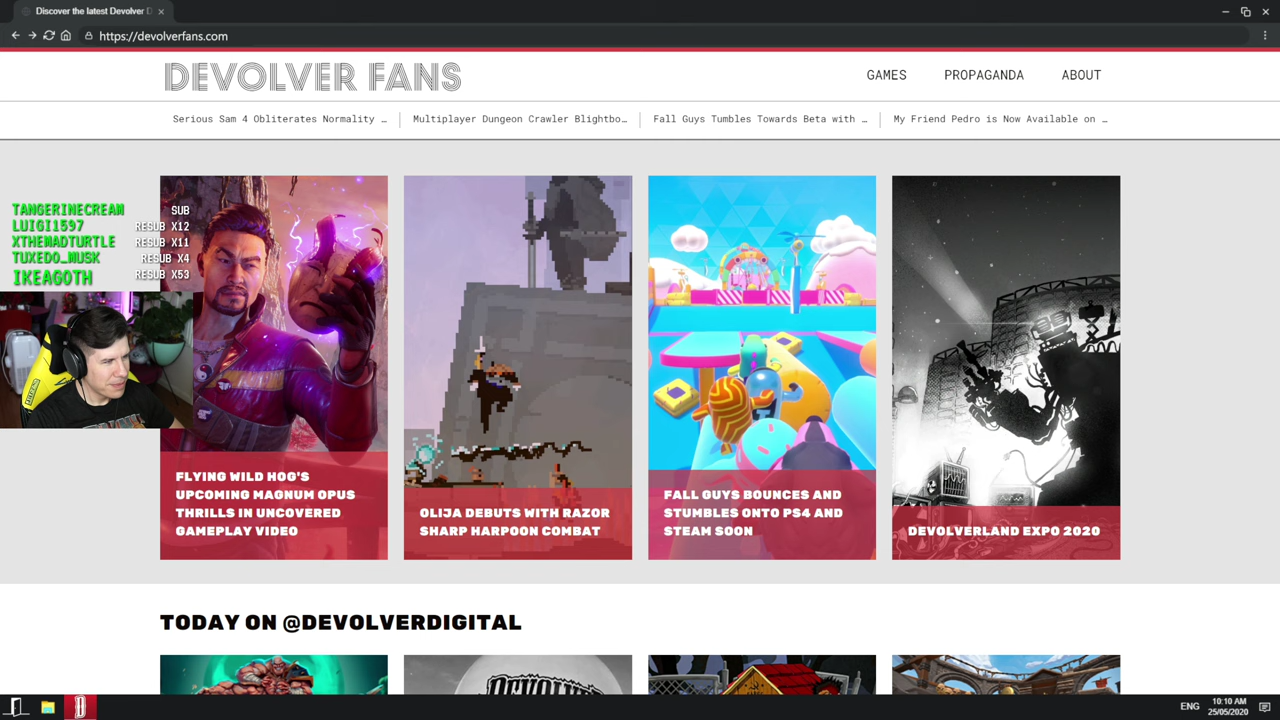 Discover the latest Devolver D
https://devolverfans.com
DEVOLVER FANS
GAMES
PROPAGANDA
ABOUT
Serious Sam 4 Obliterates Normality …
Multiplayer Dungeon Crawler Blightbo…
Fall Guys Tumbles Towards Beta with …
My Friend Pedro is Now Available on …
TANGERINECREAM SUB
LUIGI1597 RESUB X12
XTHEMADTURTLE RESUB X11
TUXEDO_MUSK RESUB X4
IKEAGOTH RESUB X53
FLYING WILD HOG'S
UPCOMING MAGNUM OPUS
THRILLS IN UNCOVERED
GAMEPLAY VIDEO
OLIJA DEBUTS WITH RAZOR
SHARP HARPOON COMBAT
FALL GUYS BOUNCES AND
STUMBLES ONTO PS4 AND
STEAM SOON
DEVOLVERLAND EXPO 2020
TODAY ON @DEVOLVERDIGITAL
ENG
10:10 AM
25/05/2020